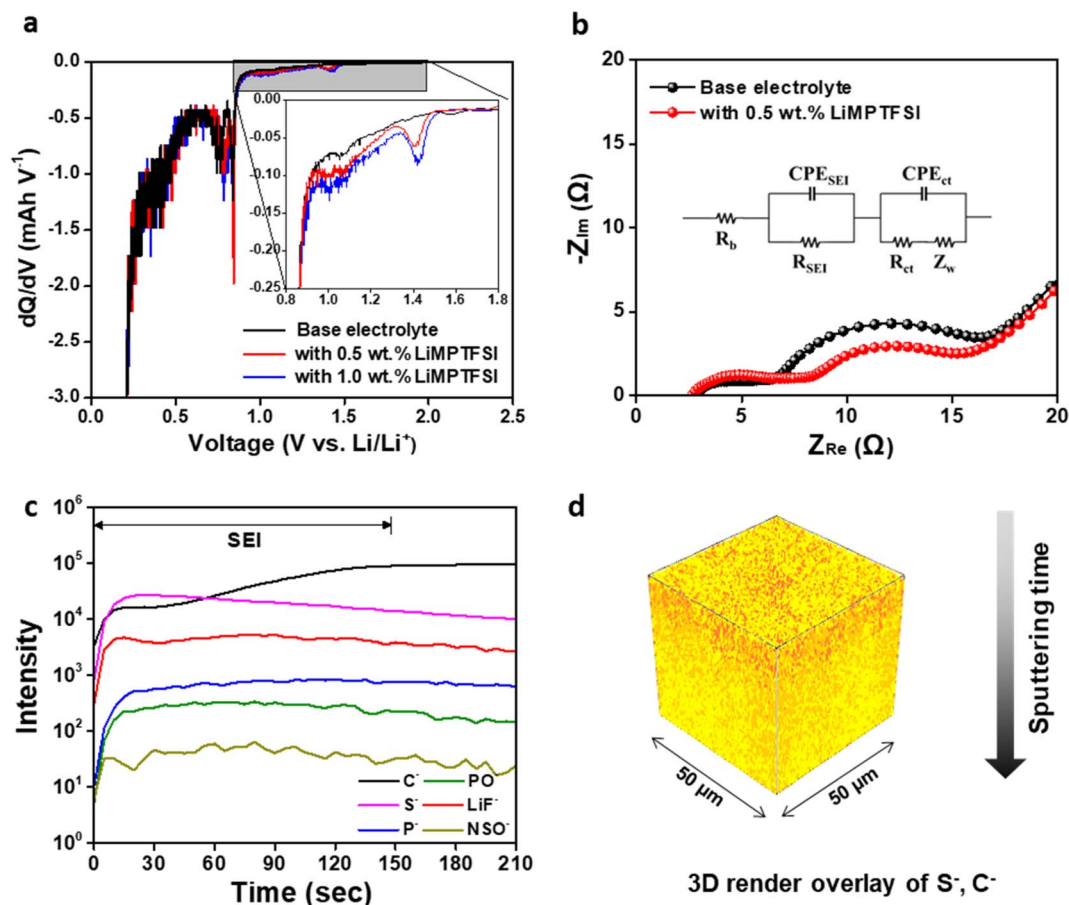 a
dQ/dV (mAh V⁻¹)
0.0
-0.5
-1.0
-1.5
-2.0
-2.5
-3.0
0.00
-0.05
-0.10
-0.15
-0.20
-0.25
0.8 1.0 1.2 1.4 1.6 1.8
Base electrolyte
with 0.5 wt.% LiMPTFSI
with 1.0 wt.% LiMPTFSI
0.0 0.5 1.0 1.5 2.0 2.5
Voltage (V vs. Li/Li⁺)
b
-Z_Im (Ω)
20
15
10
5
0
Base electrolyte
with 0.5 wt.% LiMPTFSI
CPE_SEI CPE_ct
R_b
R_SEI R_ct Z_w
0 5 10 15 20
Z_Re (Ω)
c
Intensity
10⁶
10⁵
10⁴
10³
10²
10¹
10⁰
SEI
C⁻ PO
S⁻ LiF⁻
P⁻ NSO⁻
0 30 60 90 120 150 180 210
Time (sec)
d
Sputtering time
50 μm 50 μm
3D render overlay of S⁻, C⁻